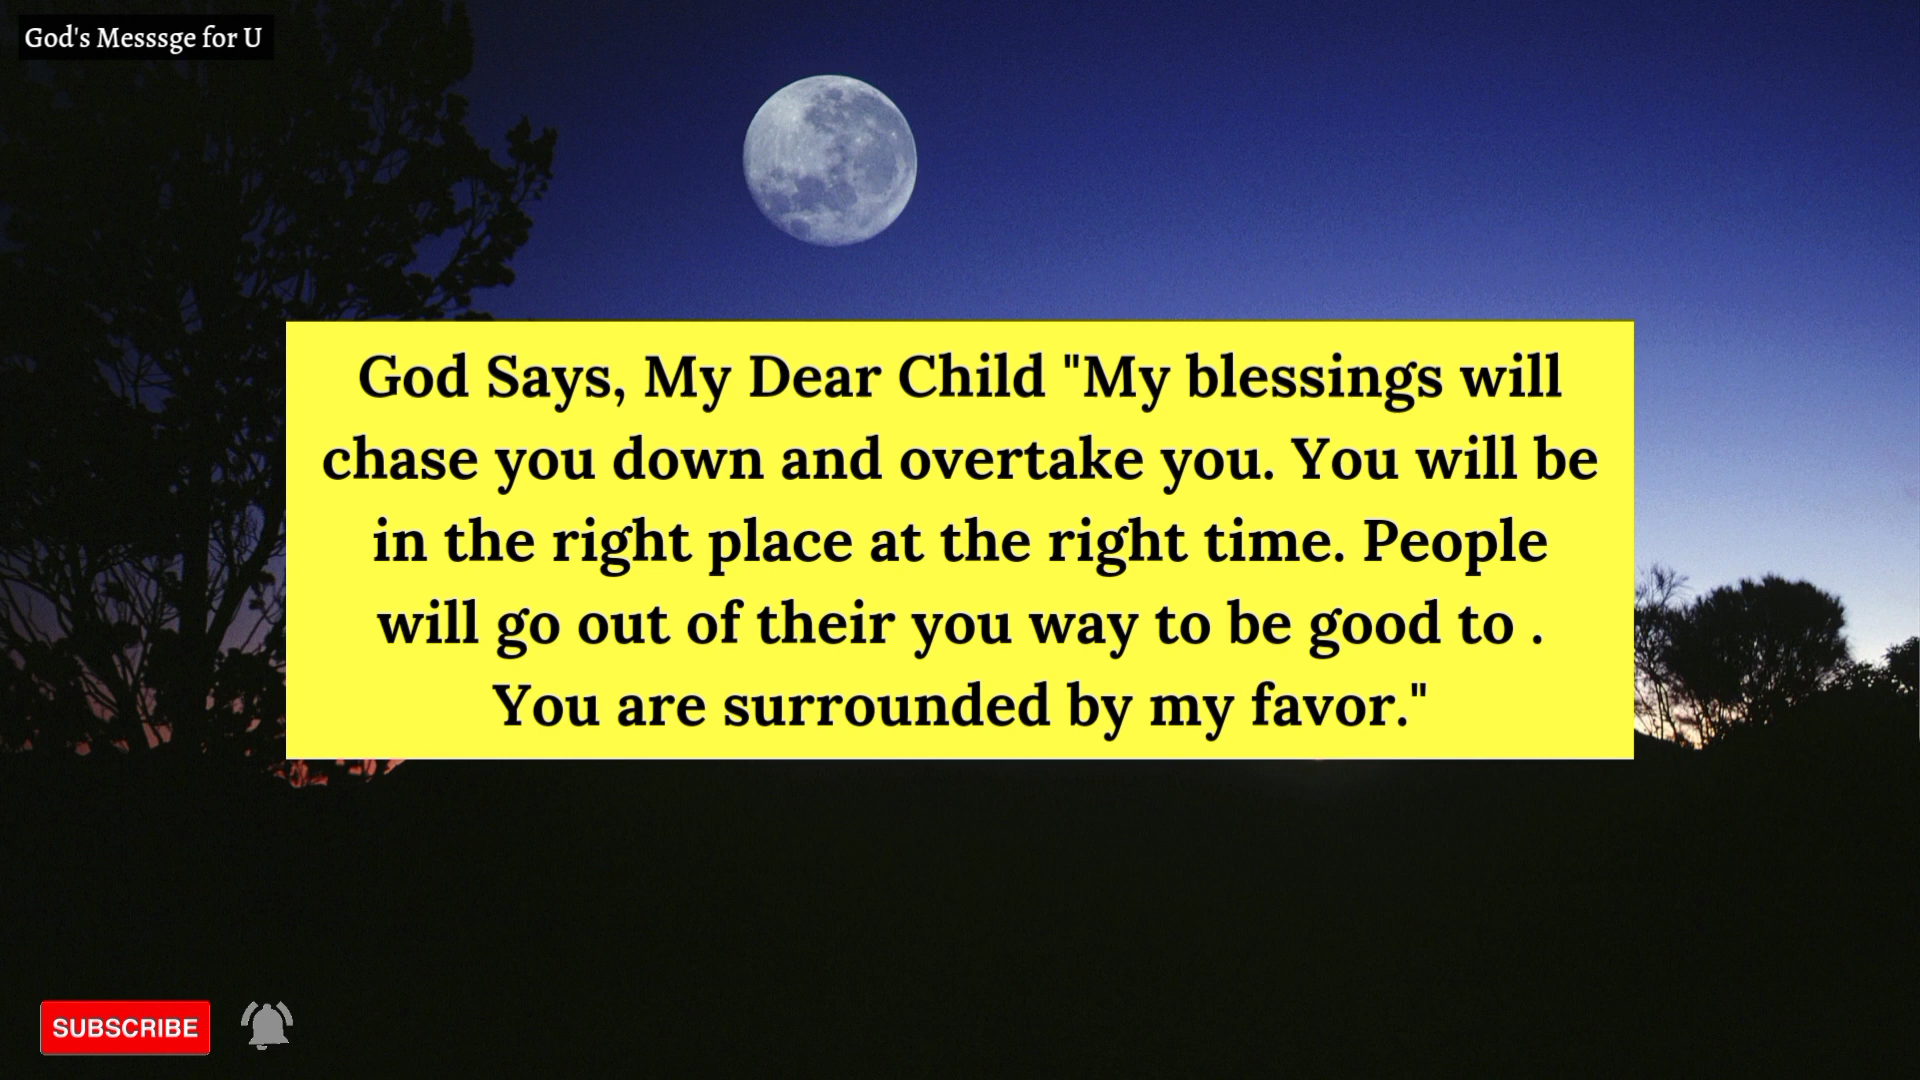 God's Messsge for U
God Says, My Dear Child "My blessings will
chase you down and overtake you. You will be
in the right place at the right time. People
will go out of their you way to be good to .
You are surrounded by my favor."
SUBSCRIBE